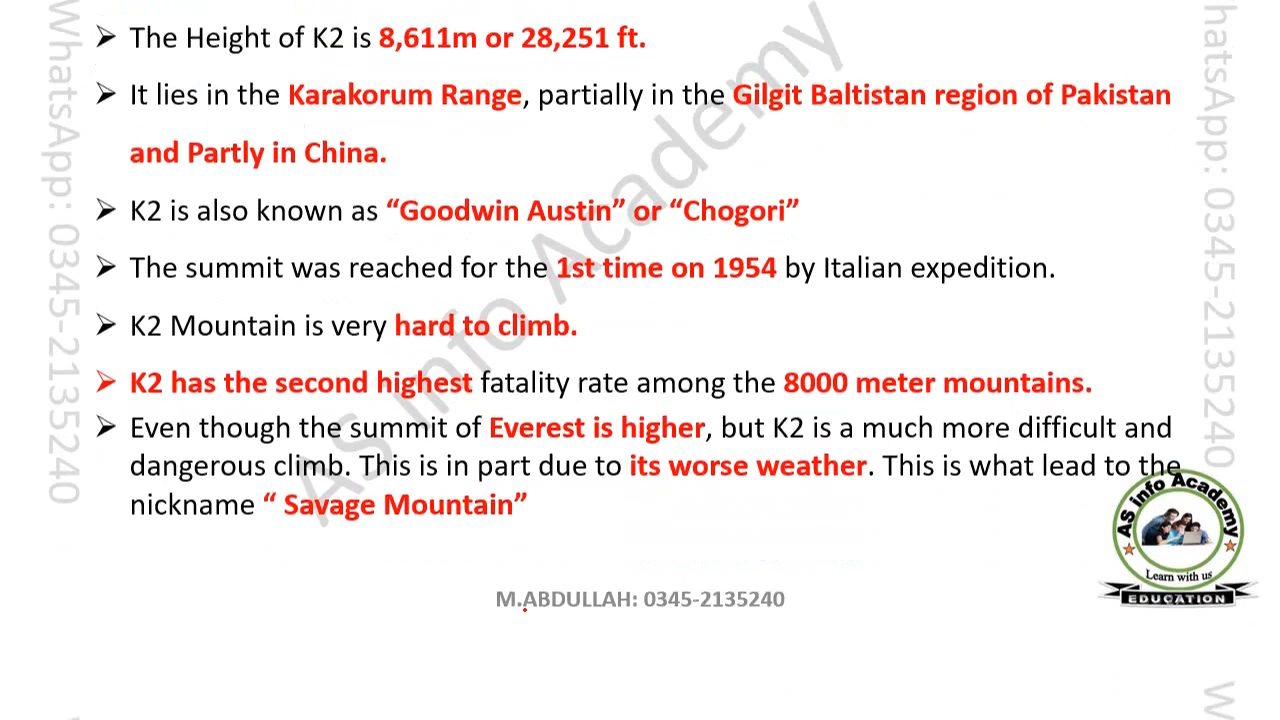 ➢ The Height of K2 is 8,611m or 28,251 ft.
➢ It lies in the Karakorum Range, partially in the Gilgit Baltistan region of Pakistan
and Partly in China.
➢ K2 is also known as “Goodwin Austin” or “Chogori”
➢ The summit was reached for the 1st time on 1954 by Italian expedition.
➢ K2 Mountain is very hard to climb.
➢ K2 has the second highest fatality rate among the 8000 meter mountains.
➢ Even though the summit of Everest is higher, but K2 is a much more difficult and
dangerous climb. This is in part due to its worse weather. This is what lead to the
nickname “ Savage Mountain”
M.ABDULLAH: 0345-2135240
AS info Academy
WhatsApp: 0345-2135240
hatsApp: 0345-2135240
W
AS info Academy
Learn with us
EDUCATION